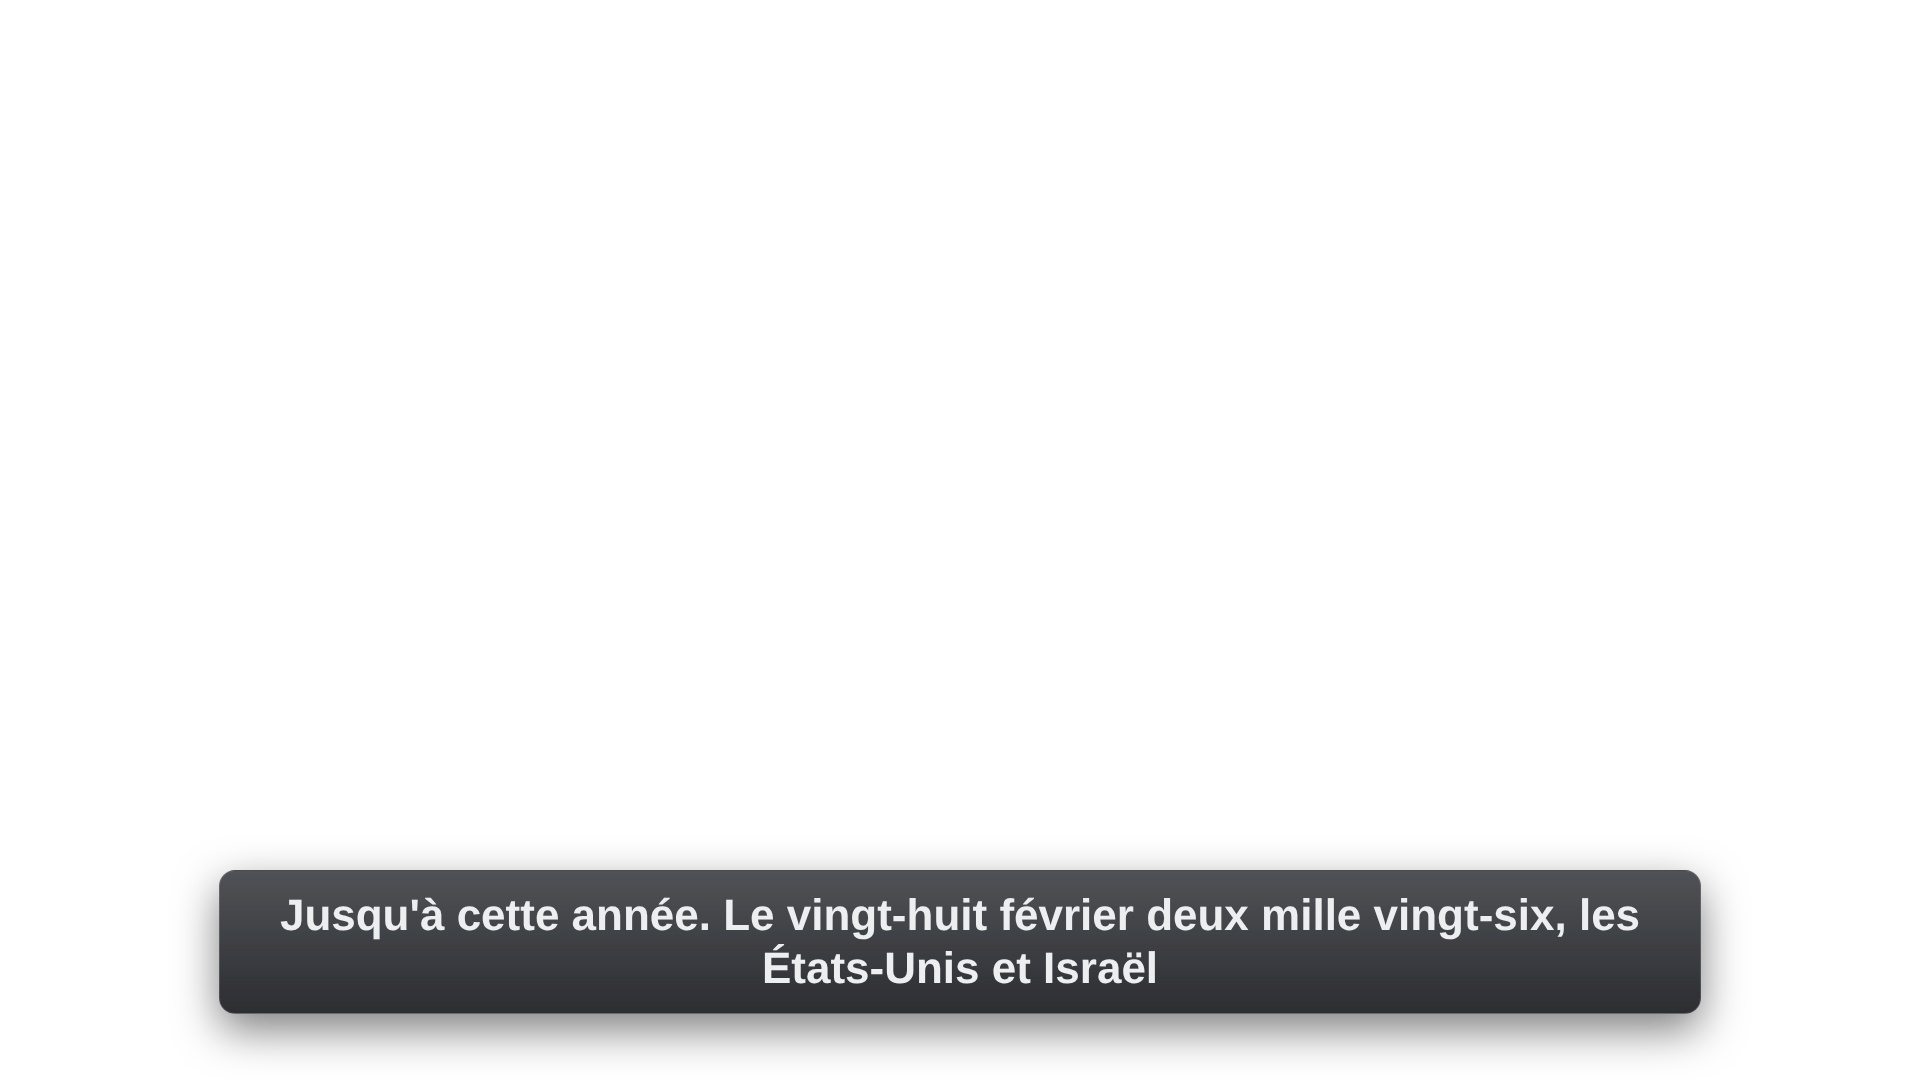 Jusqu'à cette année. Le vingt-huit février deux mille vingt-six, les
États-Unis et Israël